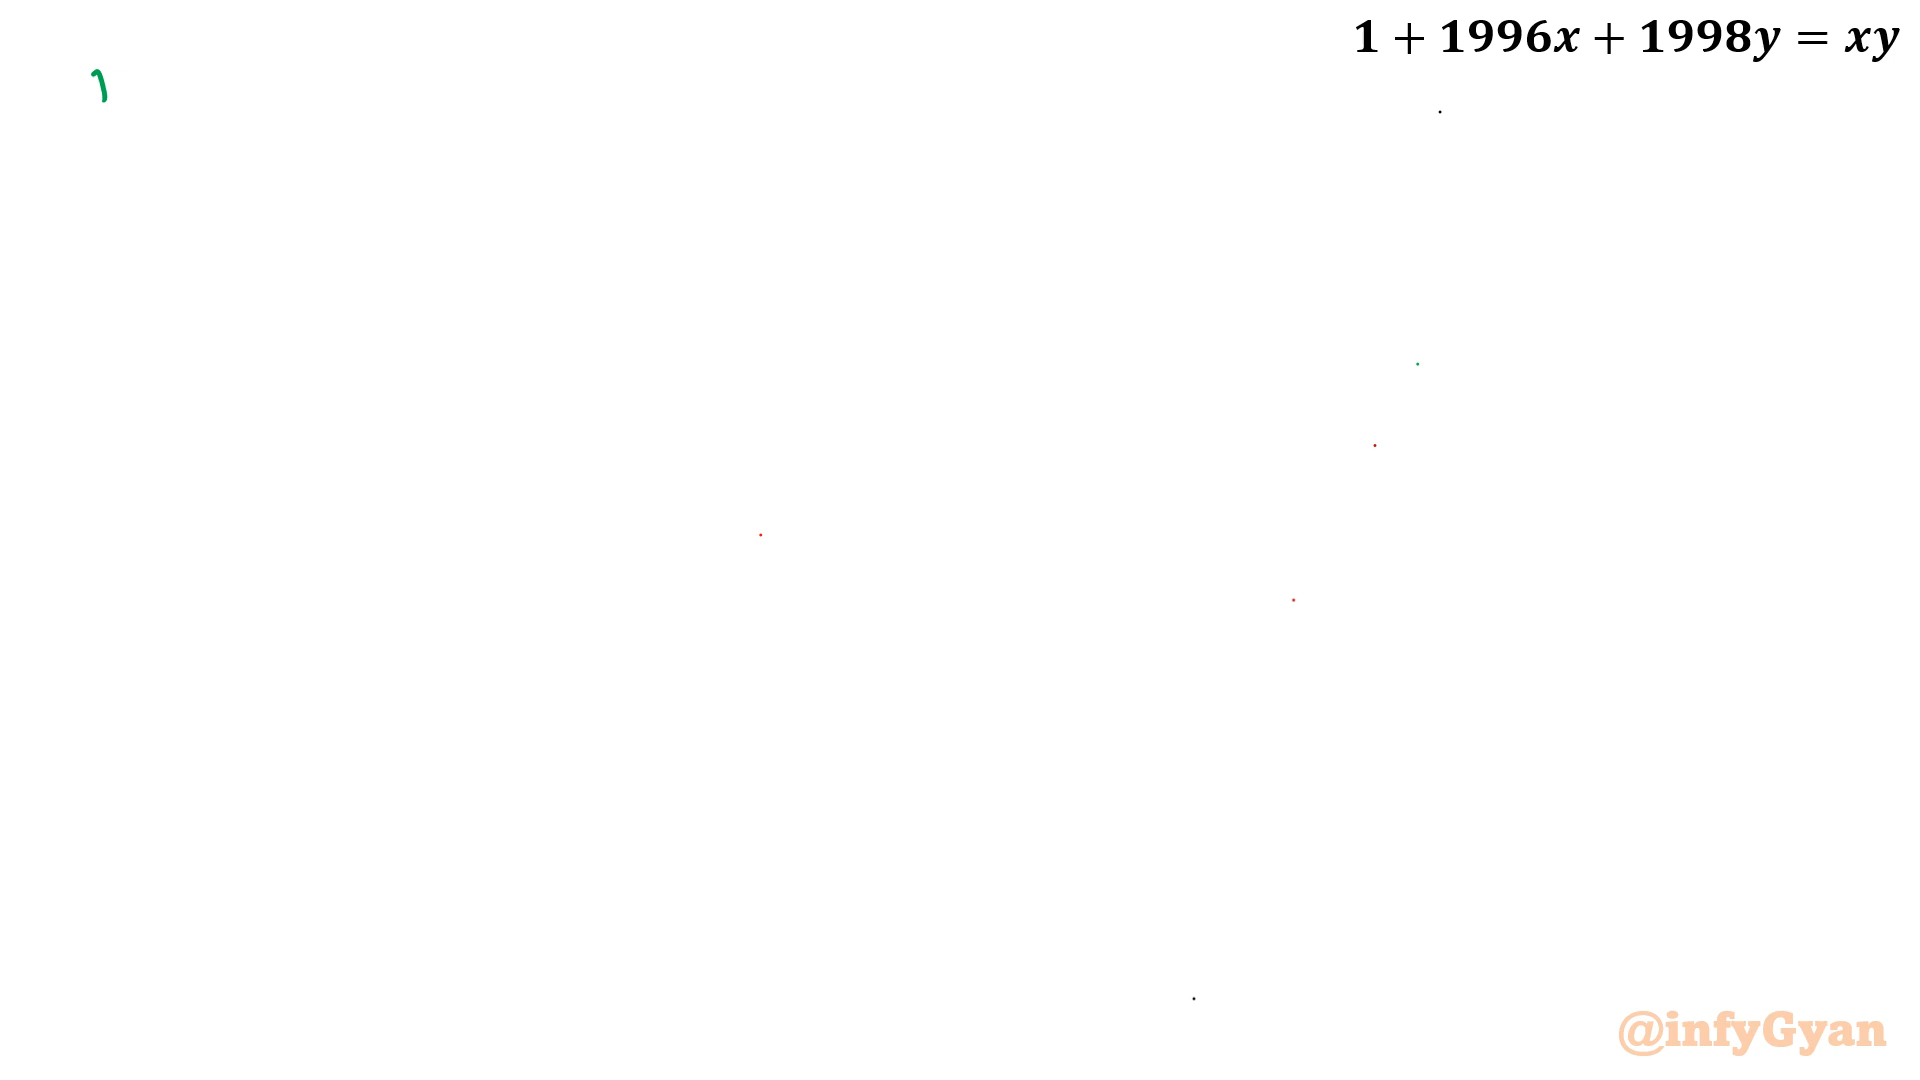 1 + 1996x + 1998y = xy
@infyGyan